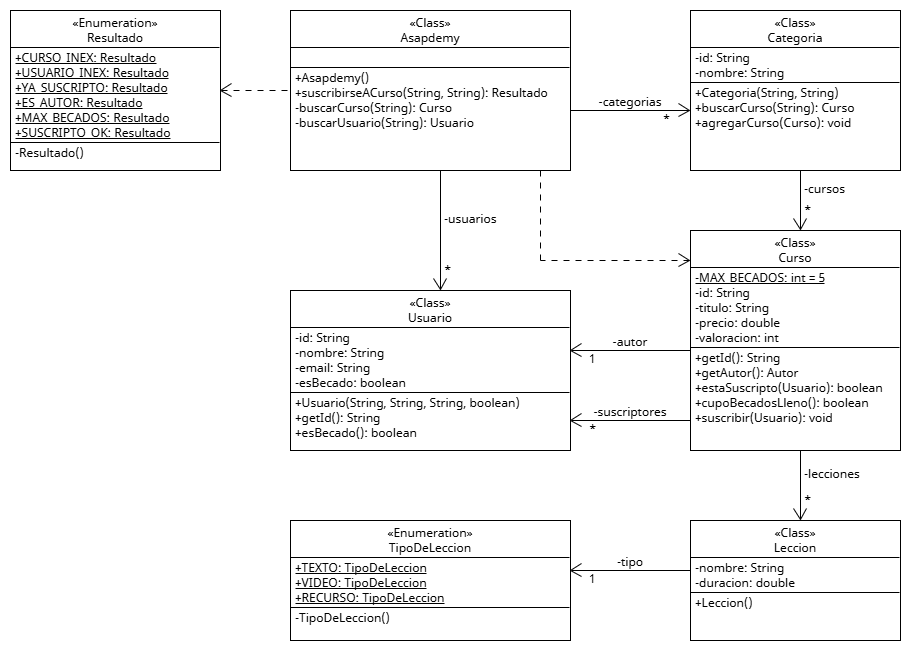 «Enumeration»
Resultado
+CURSO_INEX: Resultado
+USUARIO_INEX: Resultado
+YA_SUSCRIPTO: Resultado
+ES_AUTOR: Resultado
+MAX_BECADOS: Resultado
+SUSCRIPTO_OK: Resultado
-Resultado()
«Class»
Asapdemy
+Asapdemy()
+suscribirseACurso(String, String): Resultado
-buscarCurso(String): Curso
-buscarUsuario(String): Usuario
-categorias
*
«Class»
Categoria
-id: String
-nombre: String
+Categoria(String, String)
+buscarCurso(String): Curso
+agregarCurso(Curso): void
-usuarios
*
-cursos
*
«Class»
Usuario
-id: String
-nombre: String
-email: String
-esBecado: boolean
+Usuario(String, String, String, boolean)
+getId(): String
+esBecado(): boolean
-autor
1
-suscriptores
*
«Class»
Curso
-MAX_BECADOS: int = 5
-id: String
-titulo: String
-precio: double
-valoracion: int
+getId(): String
+getAutor(): Autor
+estaSuscripto(Usuario): boolean
+cupoBecadosLleno(): boolean
+suscribir(Usuario): void
-lecciones
*
«Enumeration»
TipoDeLeccion
+TEXTO: TipoDeLeccion
+VIDEO: TipoDeLeccion
+RECURSO: TipoDeLeccion
-TipoDeLeccion()
-tipo
1
«Class»
Leccion
-nombre: String
-duracion: double
+Leccion()